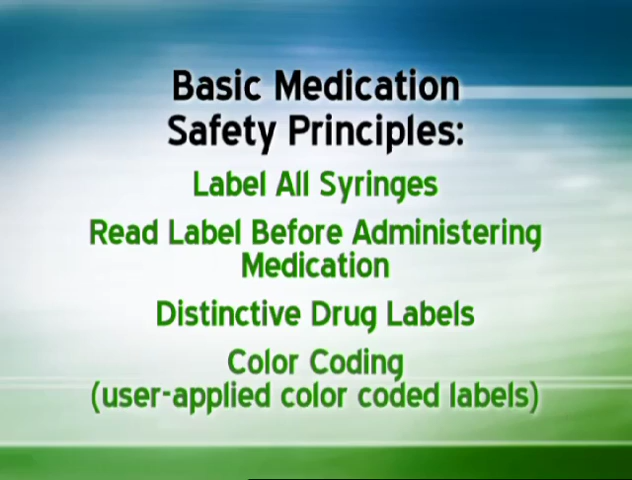 Basic Medication
Safety Principles:
Label All Syringes
Read Label Before Administering
Medication
Distinctive Drug Labels
Color Coding
(user-applied color coded labels)